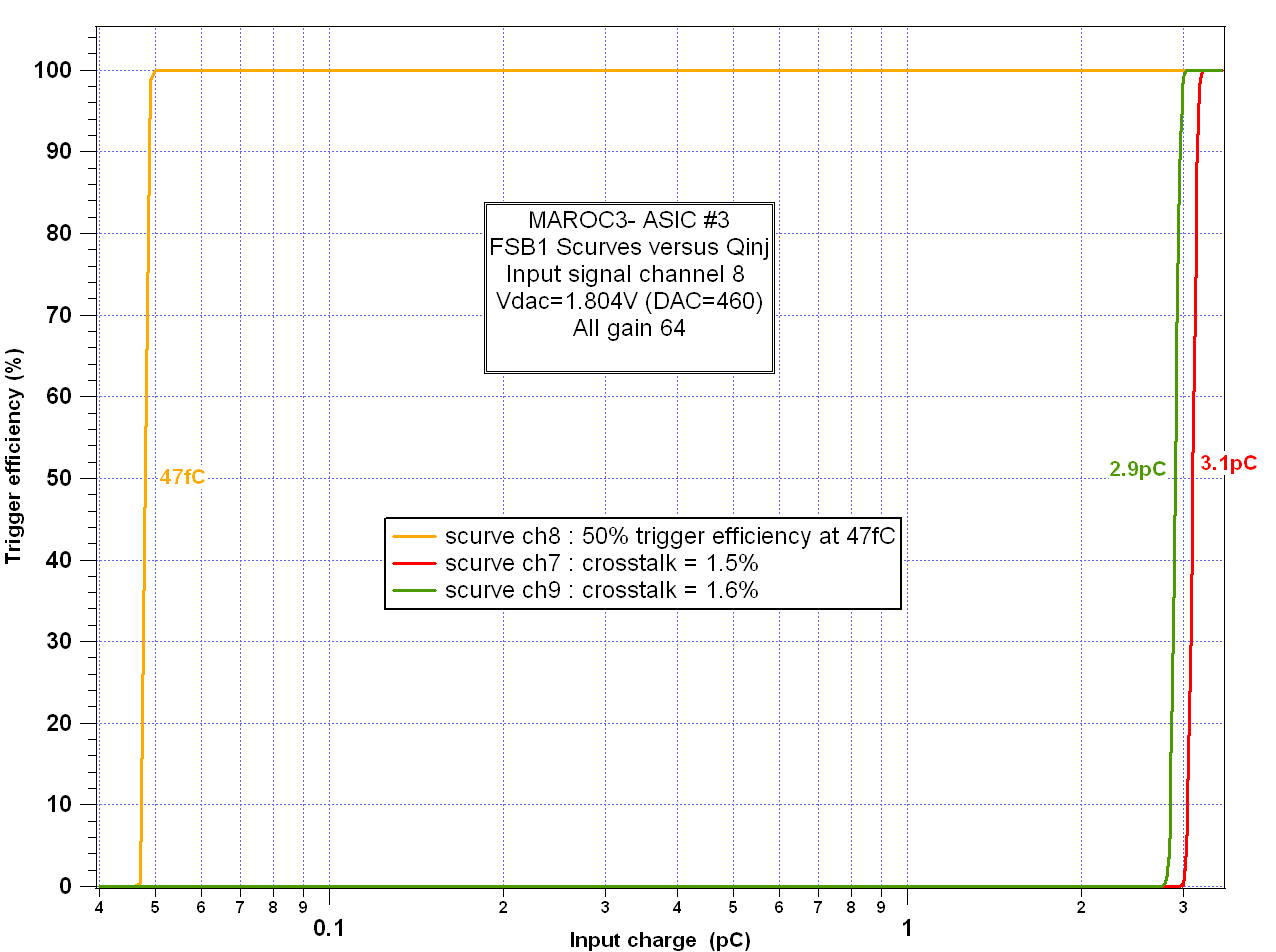 100
90
80
70
60
50
40
30
20
10
0
Trigger efficiency (%)
MAROC3- ASIC #3
FSB1 Scurves versus Qinj
Input signal channel 8
Vdac=1.804V (DAC=460)
All gain 64
47fC
2.9pC
3.1pC
scurve ch8 : 50% trigger efficiency at 47fC
scurve ch7 : crosstalk = 1.5%
scurve ch9 : crosstalk = 1.6%
4 5 6 7 8 9 2 3 4 5 6 7 8 9 2 3
0.1 1
Input charge (pC)